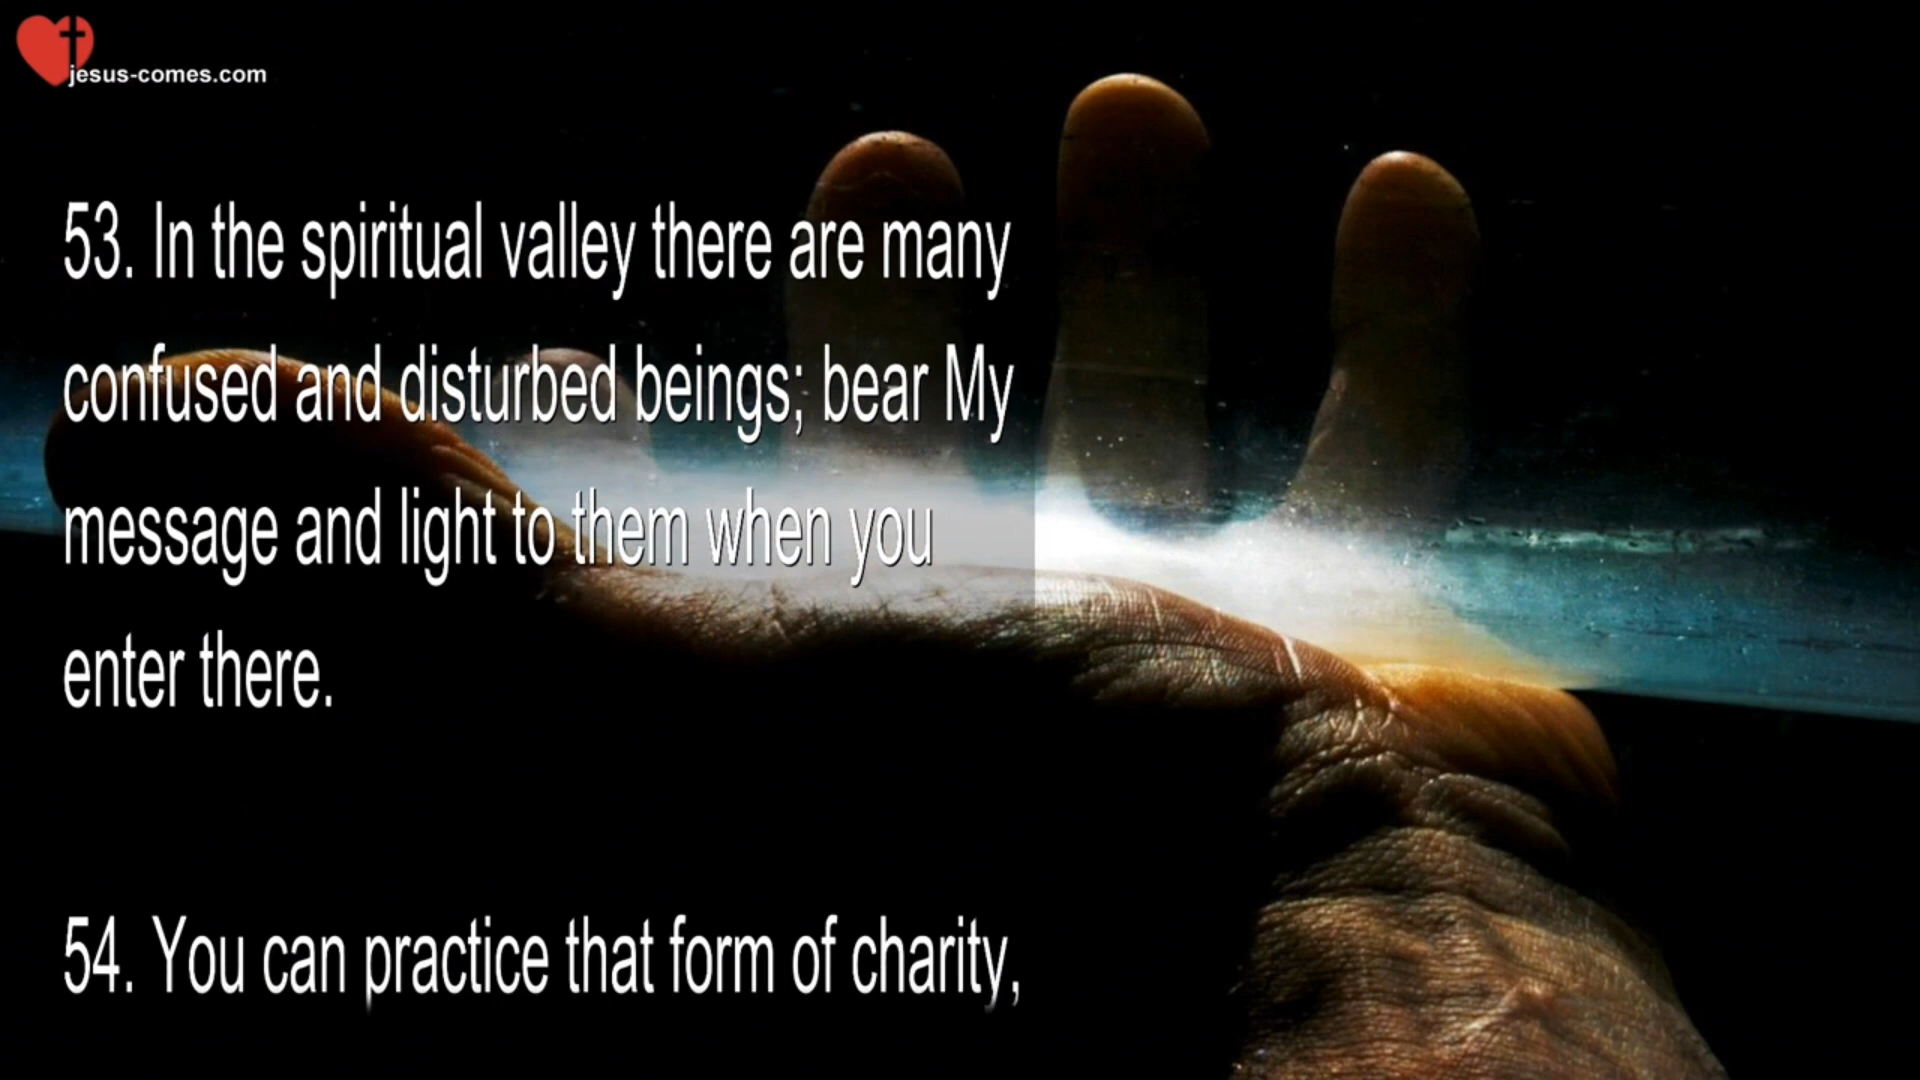 jesus-comes.com
53. In the spiritual valley there are many
confused and disturbed beings; bear My
message and light to them when you
enter there.
54. You can practice that form of charity,